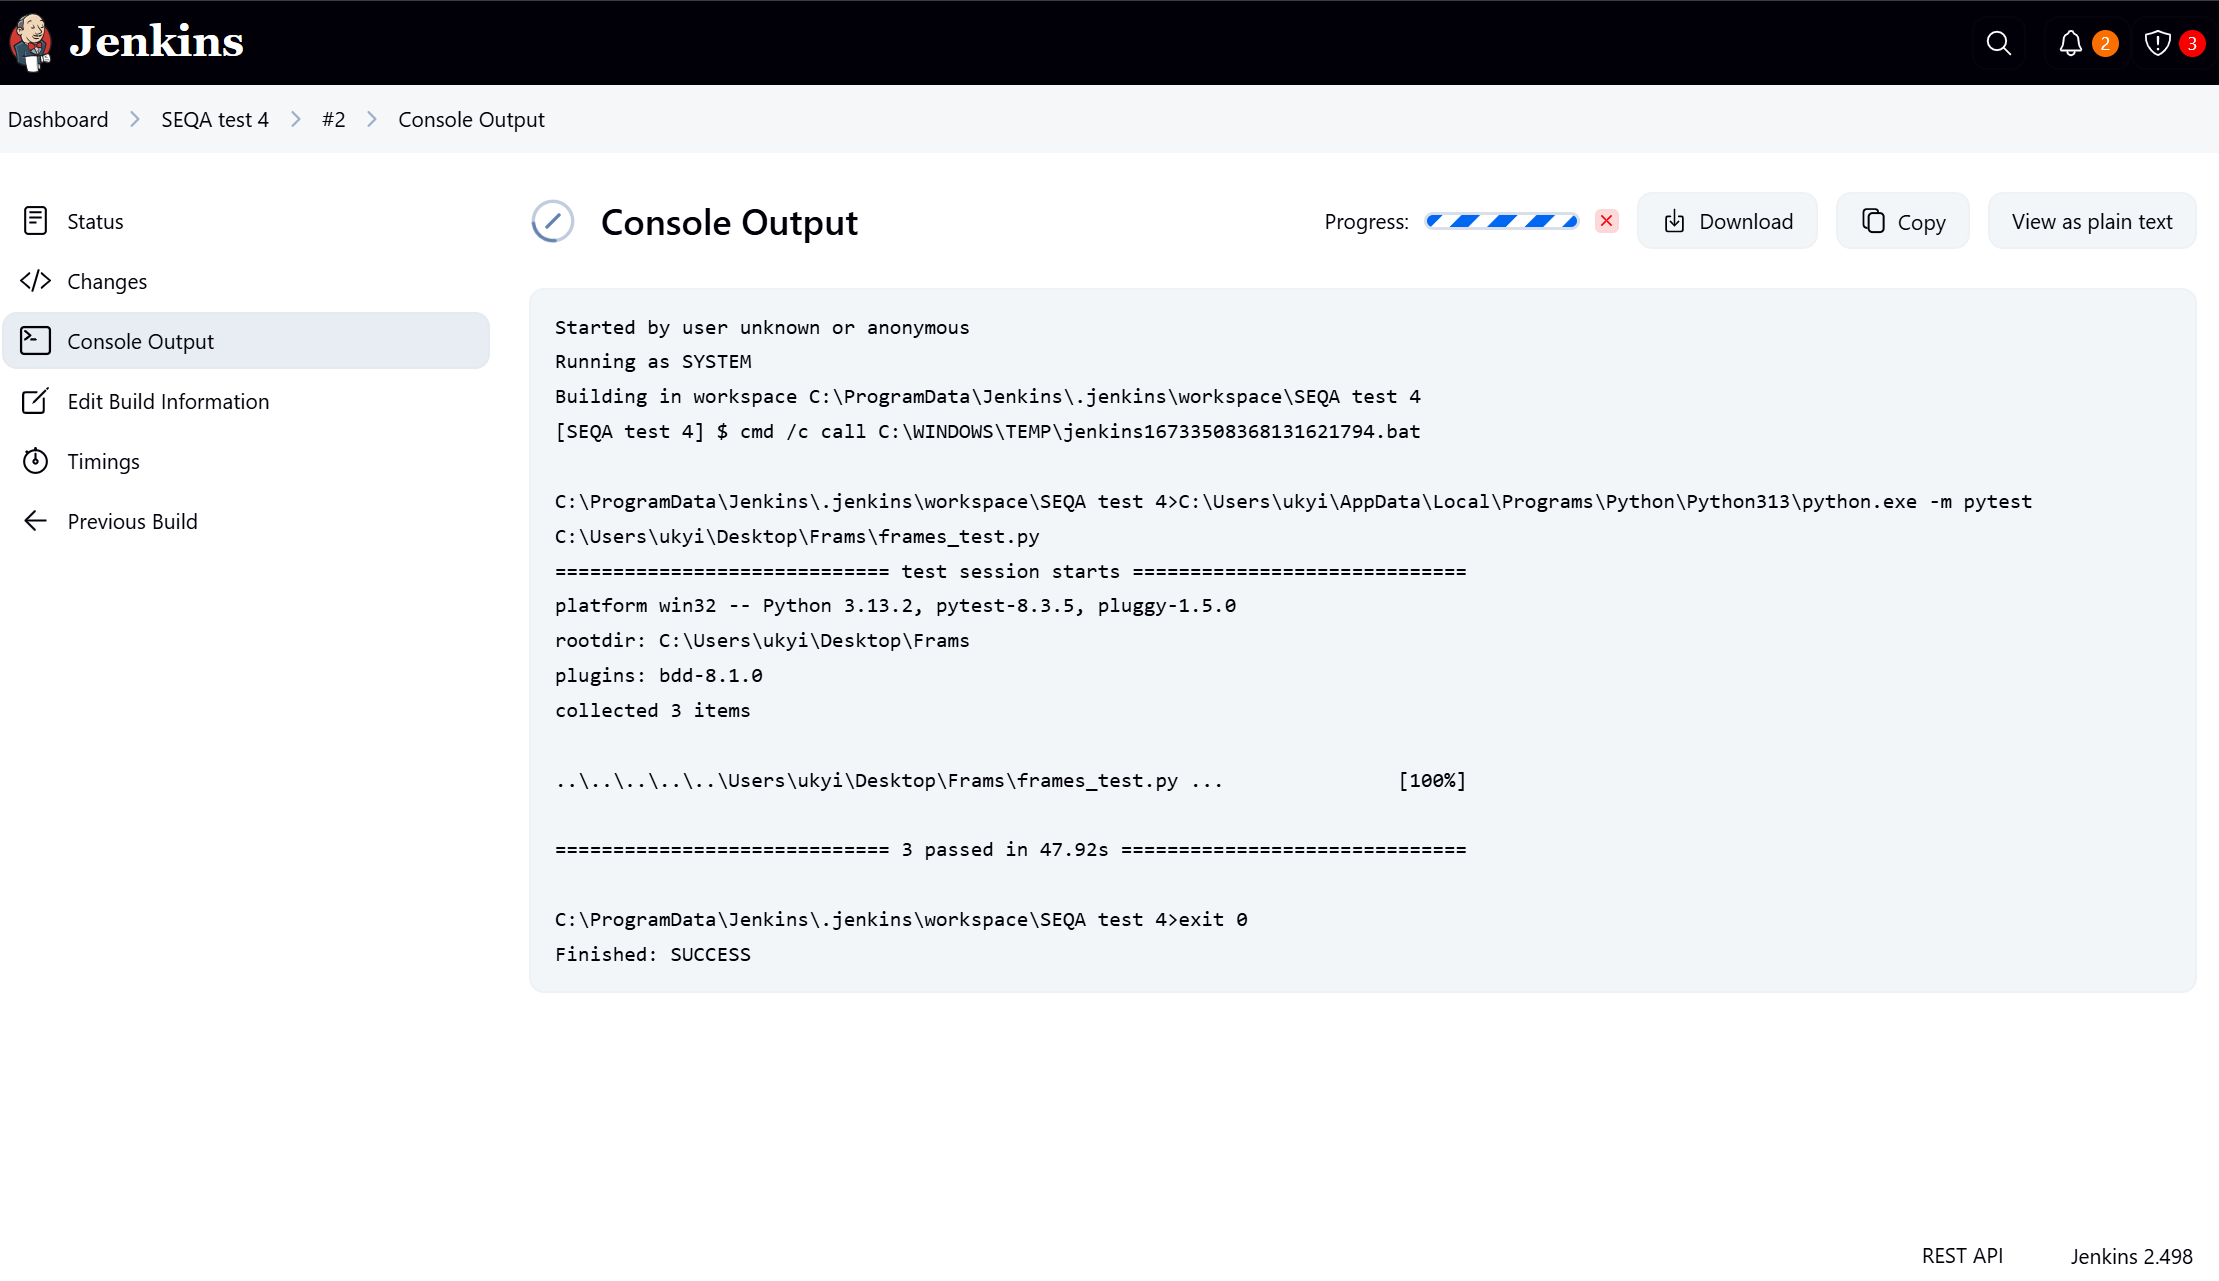 Jenkins
2
3
Dashboard > SEQA test 4 > #2 > Console Output
Status
Changes
Console Output
Edit Build Information
Timings
Previous Build
Console Output
Progress:
Download
Copy
View as plain text
Started by user unknown or anonymous
Running as SYSTEM
Building in workspace C:\ProgramData\Jenkins\.jenkins\workspace\SEQA test 4
[SEQA test 4] $ cmd /c call C:\WINDOWS\TEMP\jenkins16733508368131621794.bat
C:\ProgramData\Jenkins\.jenkins\workspace\SEQA test 4>C:\Users\ukyi\AppData\Local\Programs\Python\Python313\python.exe -m pytest
C:\Users\ukyi\Desktop\Frams\frames_test.py
============================= test session starts =============================
platform win32 -- Python 3.13.2, pytest-8.3.5, pluggy-1.5.0
rootdir: C:\Users\ukyi\Desktop\Frams
plugins: bdd-8.1.0
collected 3 items
..\..\..\..\..\Users\ukyi\Desktop\Frams\frames_test.py ...               [100%]
============================= 3 passed in 47.92s ==============================
C:\ProgramData\Jenkins\.jenkins\workspace\SEQA test 4>exit 0
Finished: SUCCESS
REST API
Jenkins 2.498